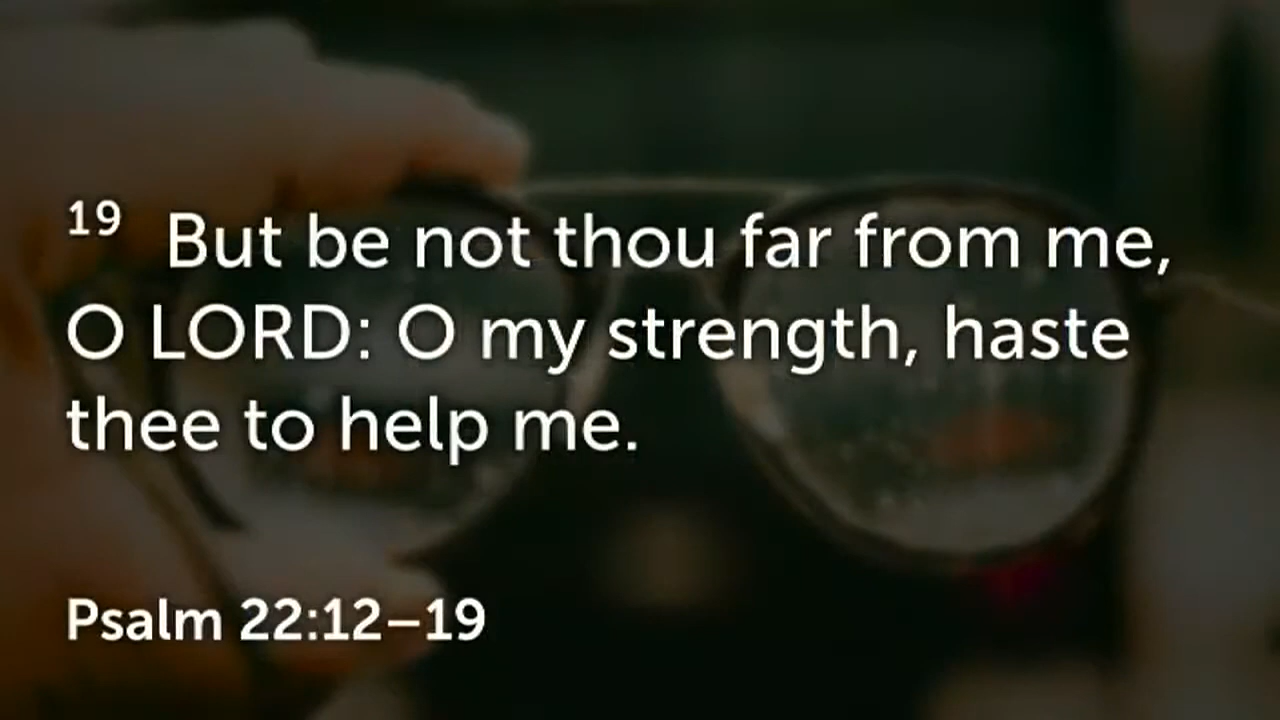 19 But be not thou far from me,
O LORD: O my strength, haste
thee to help me.
Psalm 22:12–19